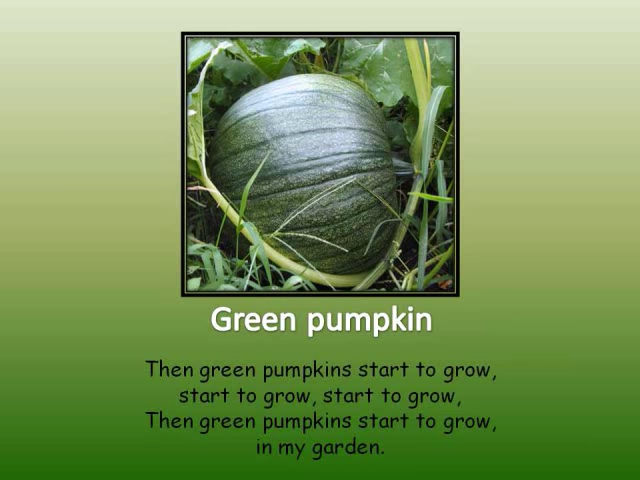 Green pumpkin
Then green pumpkins start to grow,
start to grow, start to grow,
Then green pumpkins start to grow,
in my garden.